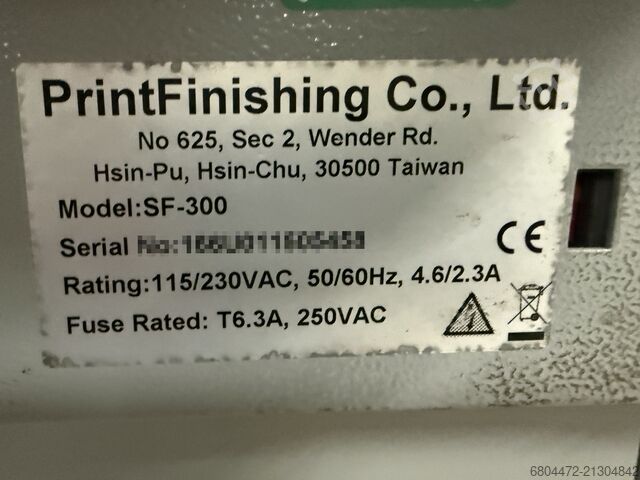 PrintFinishing Co., Ltd.
No 625, Sec 2, Wender Rd.
Hsin-Pu, Hsin-Chu, 30500 Taiwan
Model:SF-300
Serial
CE
Rating:115/230VAC, 50/60Hz, 4.6/2.3A
Fuse Rated: T6.3A, 250VAC
6804472-21304842